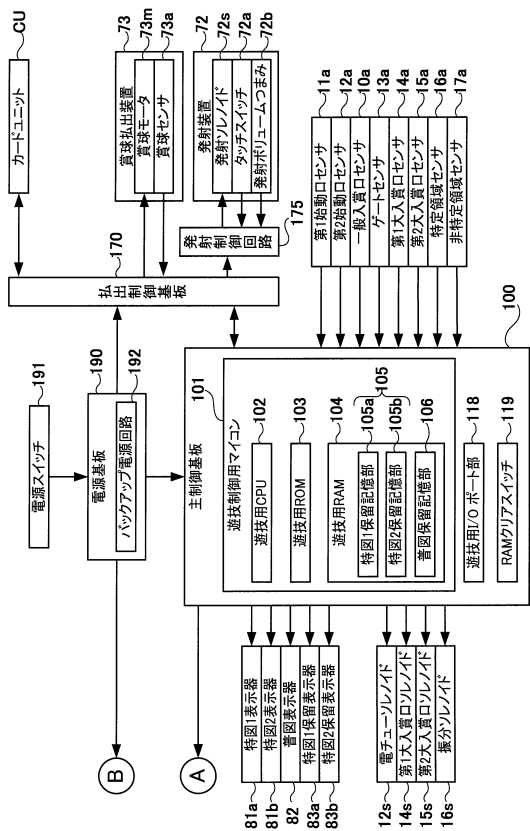 電源スイッチ
191
電源基板
190
バックアップ電源回路
192
B
A
払出制御基板
170
カードユニット
CU
賞球払出装置
73
賞球モータ
73m
賞球センサ
73a
発射装置
72
発射ソレノイド
72s
タッチスイッチ
72a
発射ボリュームつまみ
72b
発射制御回路
175
主制御基板
100
遊技制御用マイコン
101
遊技用CPU
102
遊技用ROM
103
遊技用RAM
104
特図1保留記憶部
105a
特図2保留記憶部
105b
105
普図保留記憶部
106
遊技用I/Oポート部
118
RAMクリアスイッチ
119
第1始動口センサ
11a
第2始動口センサ
12a
一般入賞口センサ
10a
ゲートセンサ
13a
第1大入賞口センサ
14a
第2大入賞口センサ
15a
特定領域センサ
16a
非特定領域センサ
17a
特図1表示器
81a
特図2表示器
81b
普図表示器
82
特図1保留表示器
83a
特図2保留表示器
83b
電チューソレノイド
12s
第1大入賞口ソレノイド
14s
第2大入賞口ソレノイド
15s
振分ソレノイド
16s